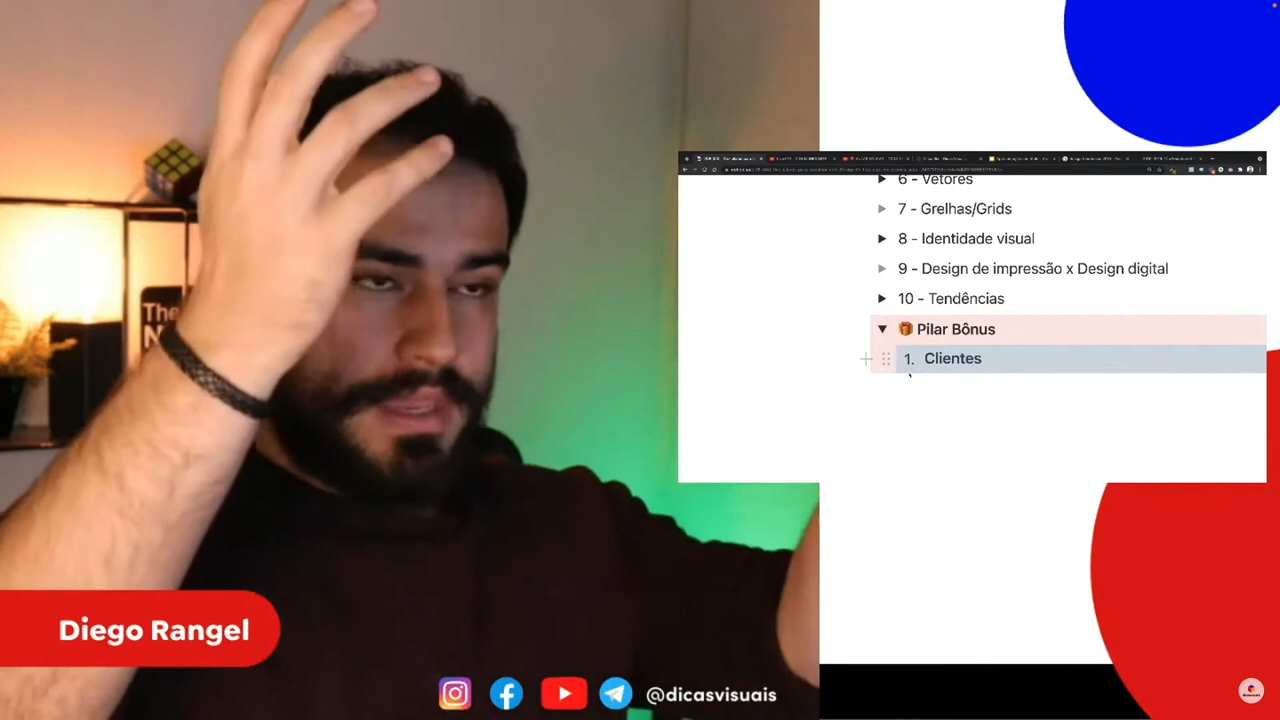 6 - Vetores
7 - Grelhas/Grids
8 - Identidade visual
9 - Design de impressão x Design digital
10 - Tendências
Pilar Bônus
1. Clientes
The
Diego Rangel
@dicasvisuais